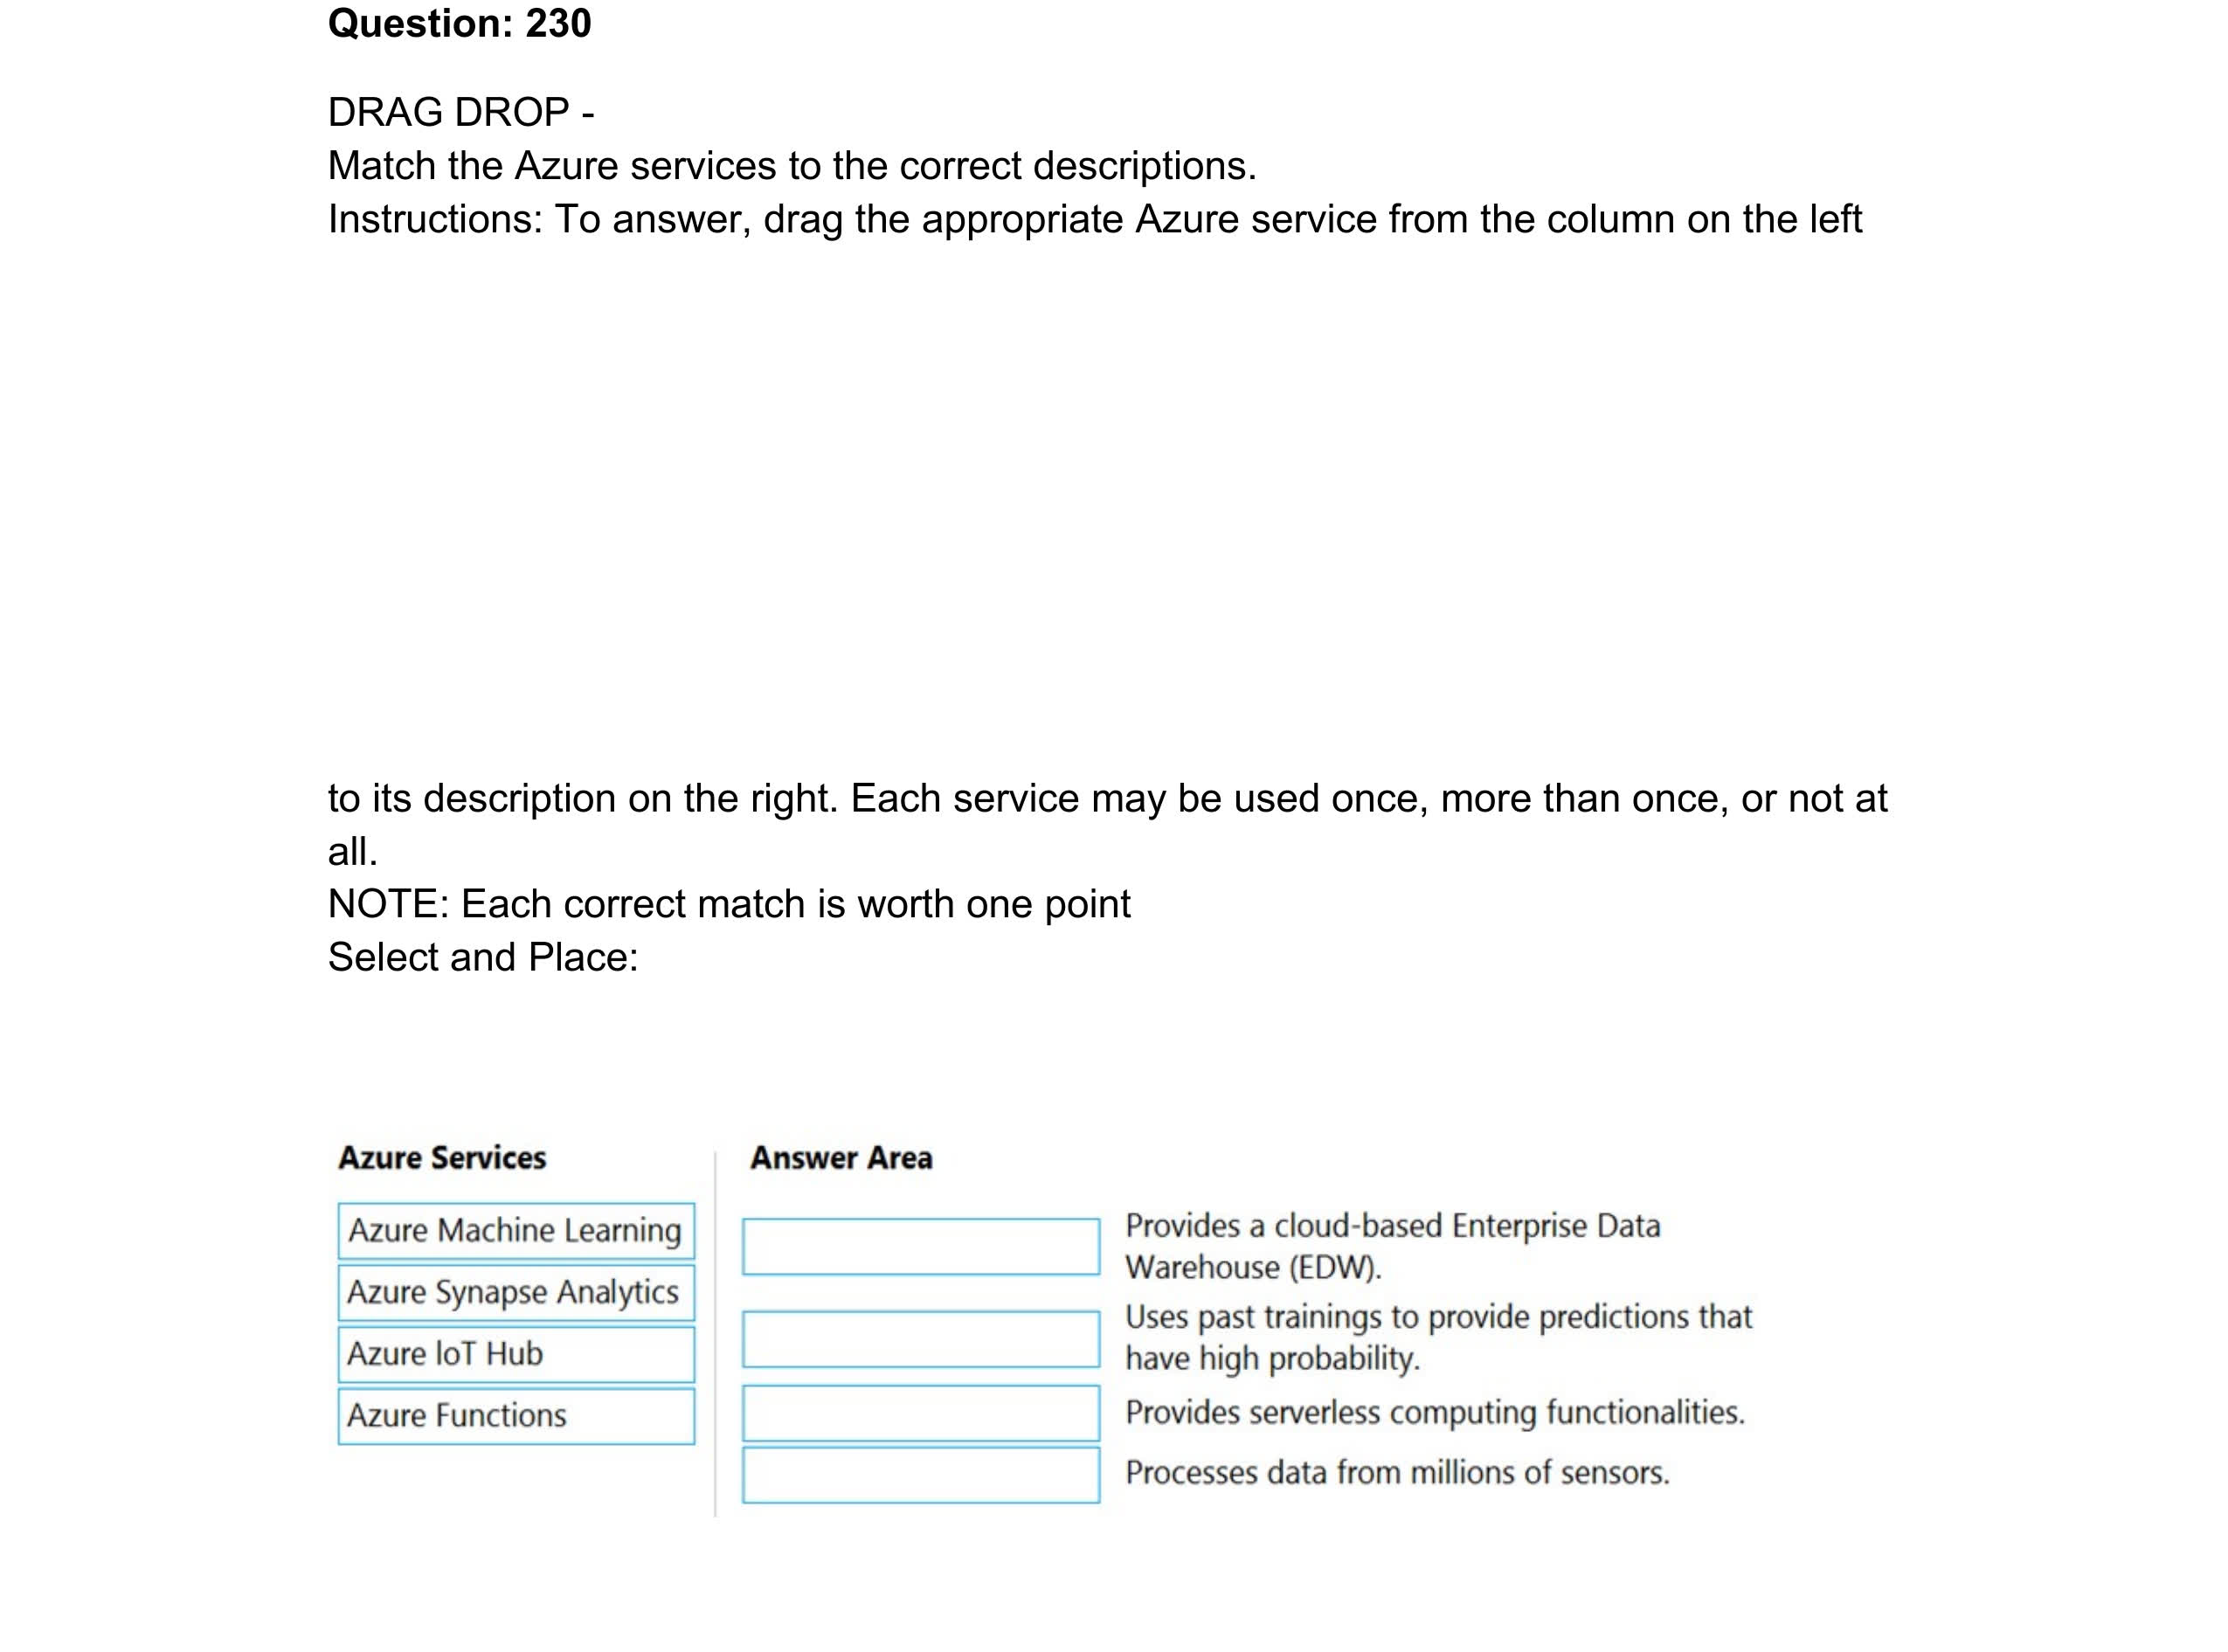 Question: 230
DRAG DROP -
Match the Azure services to the correct descriptions.
Instructions: To answer, drag the appropriate Azure service from the column on the left
to its description on the right. Each service may be used once, more than once, or not at
all.
NOTE: Each correct match is worth one point
Select and Place:
Azure Services
Azure Machine Learning
Azure Synapse Analytics
Azure IoT Hub
Azure Functions
Answer Area
Provides a cloud-based Enterprise Data
Warehouse (EDW).
Uses past trainings to provide predictions that
have high probability.
Provides serverless computing functionalities.
Processes data from millions of sensors.